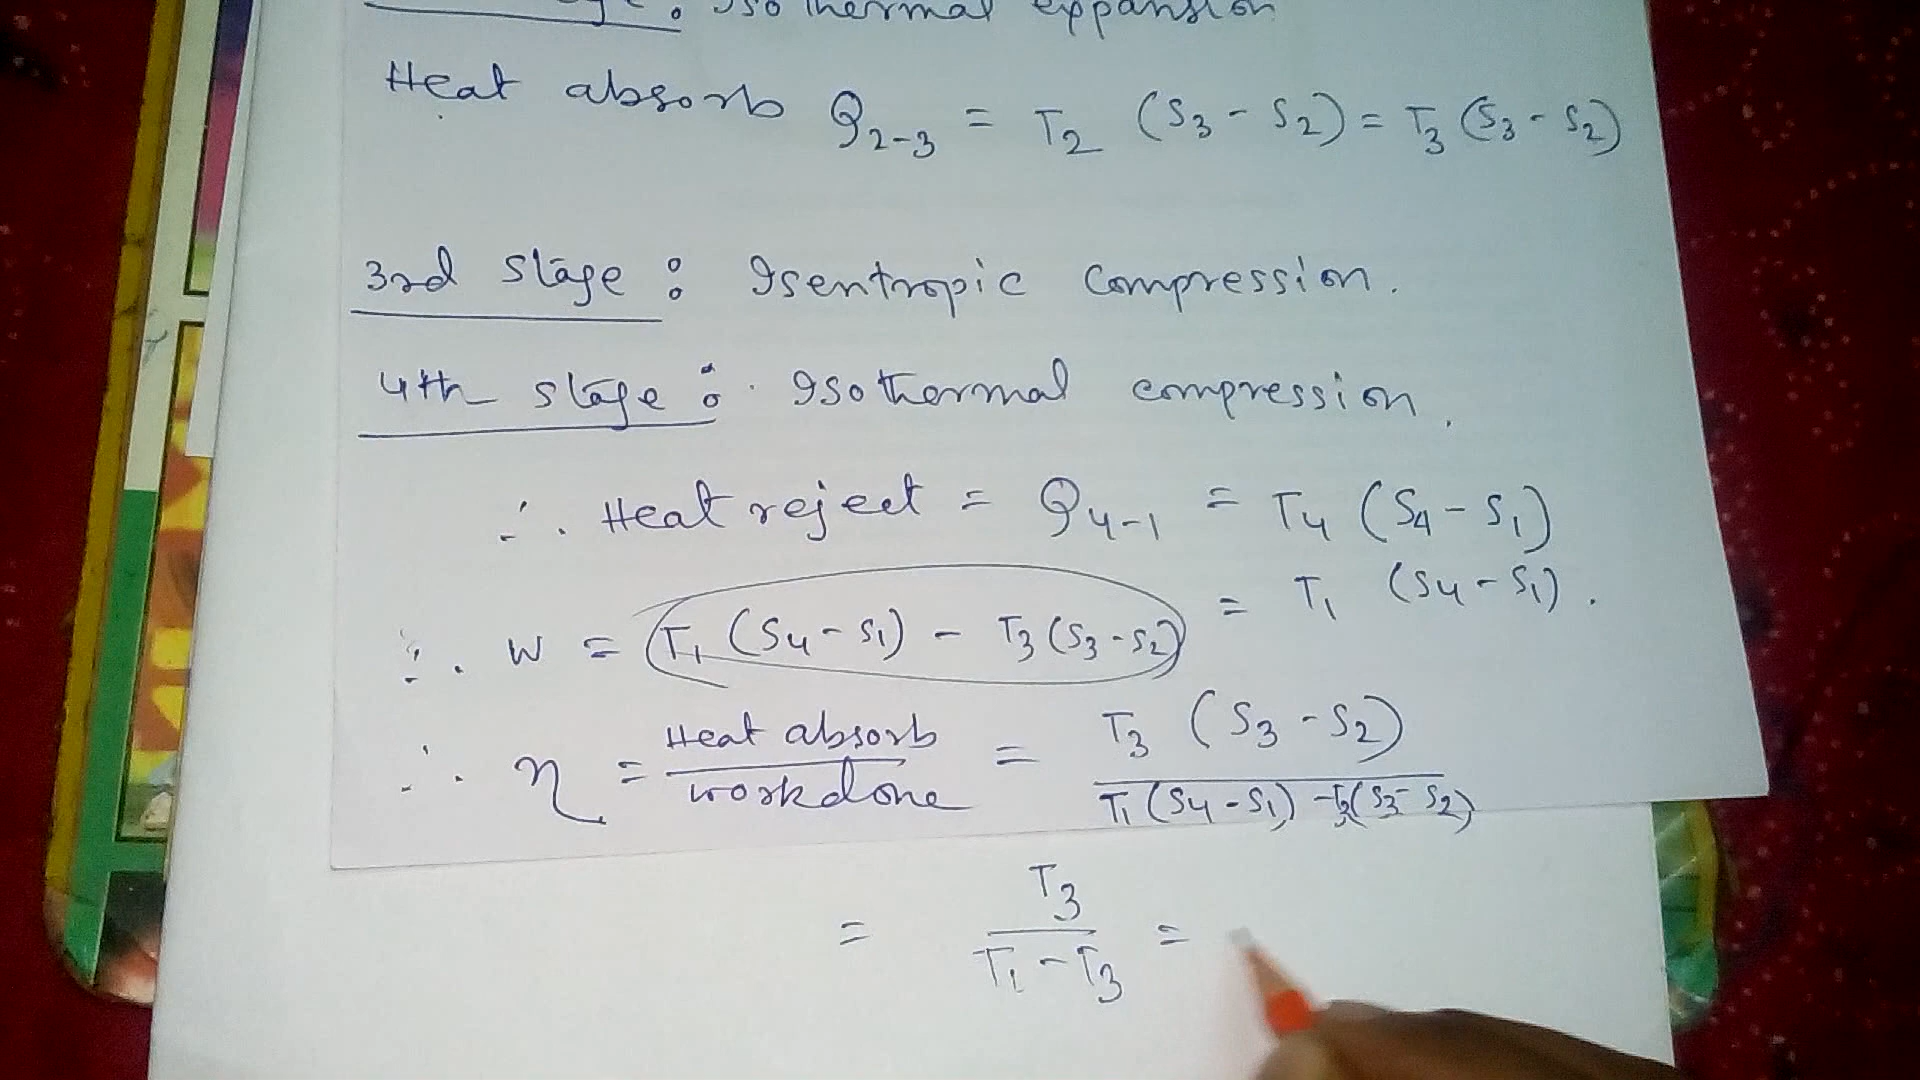 : Isothermal expansion
Heat absorb Q2-3 = T2 (S3 - S2) = T3 (S3 - S2)
3rd stage : Isentropic compression.
4th stage : Isothermal compression.
∴ Heat reject = Q4-1 = T4 (S4 - S1)
= T1 (S4 - S1).
∴ W = T1 (S4 - S1) - T3 (S3 - S2)
∴ η = Heat absorb / workdone = T3 (S3 - S2) / T1 (S4 - S1) - T3 (S3 - S2)
= T3 / T1 - T3 =